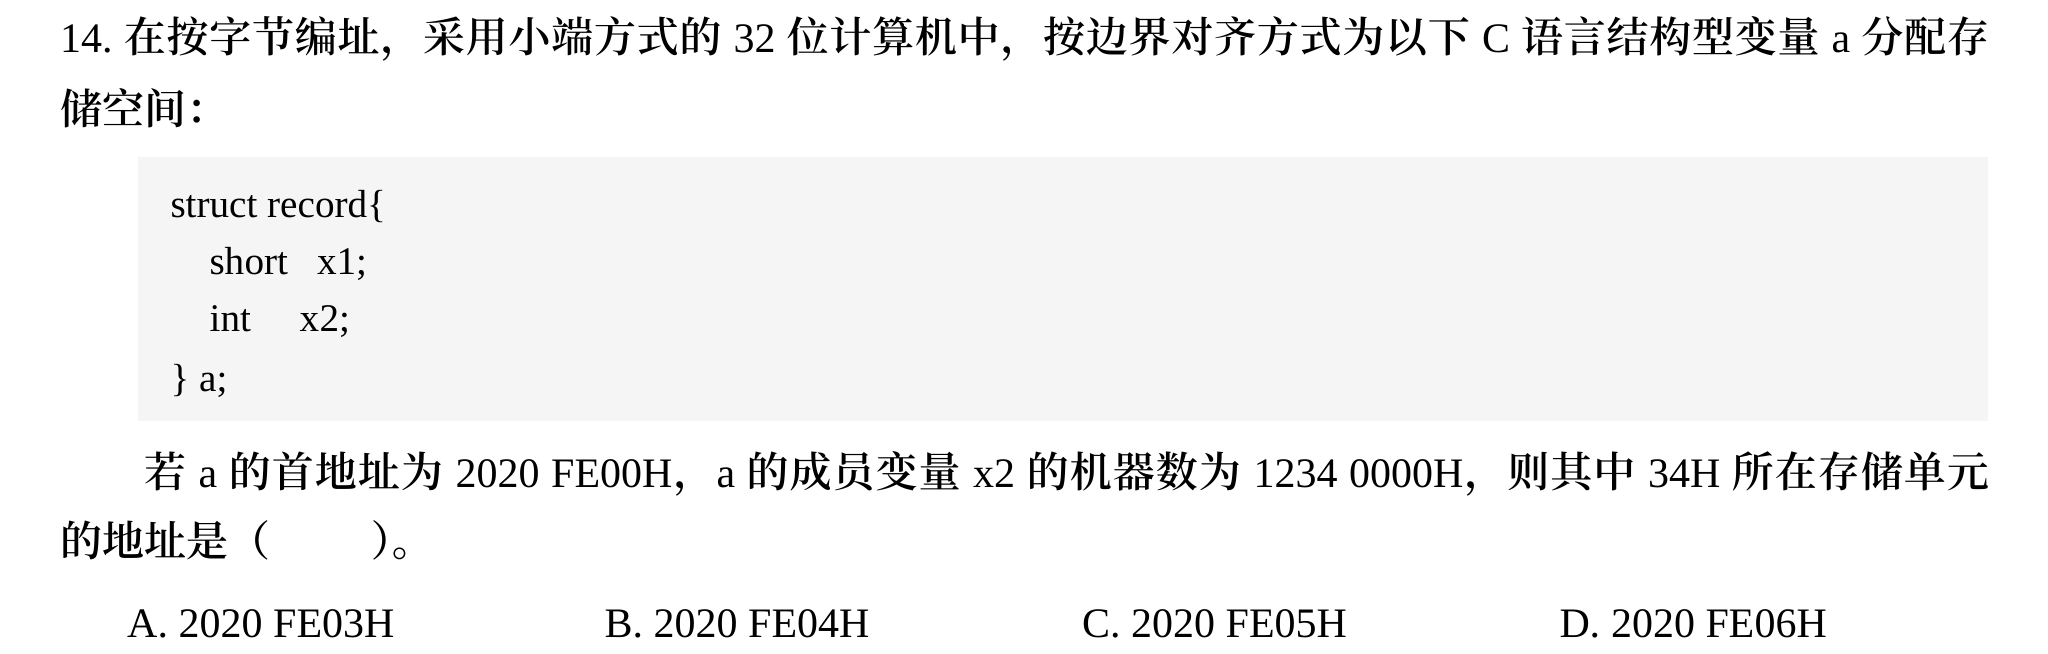 14. 在按字节编址，采用小端方式的 32 位计算机中，按边界对齐方式为以下 C 语言结构型变量 a 分配存
储空间：
struct record{
short x1;
int x2;
} a;
若 a 的首地址为 2020 FE00H，a 的成员变量 x2 的机器数为 1234 0000H，则其中 34H 所在存储单元
的地址是（ ）。
A. 2020 FE03H B. 2020 FE04H C. 2020 FE05H D. 2020 FE06H